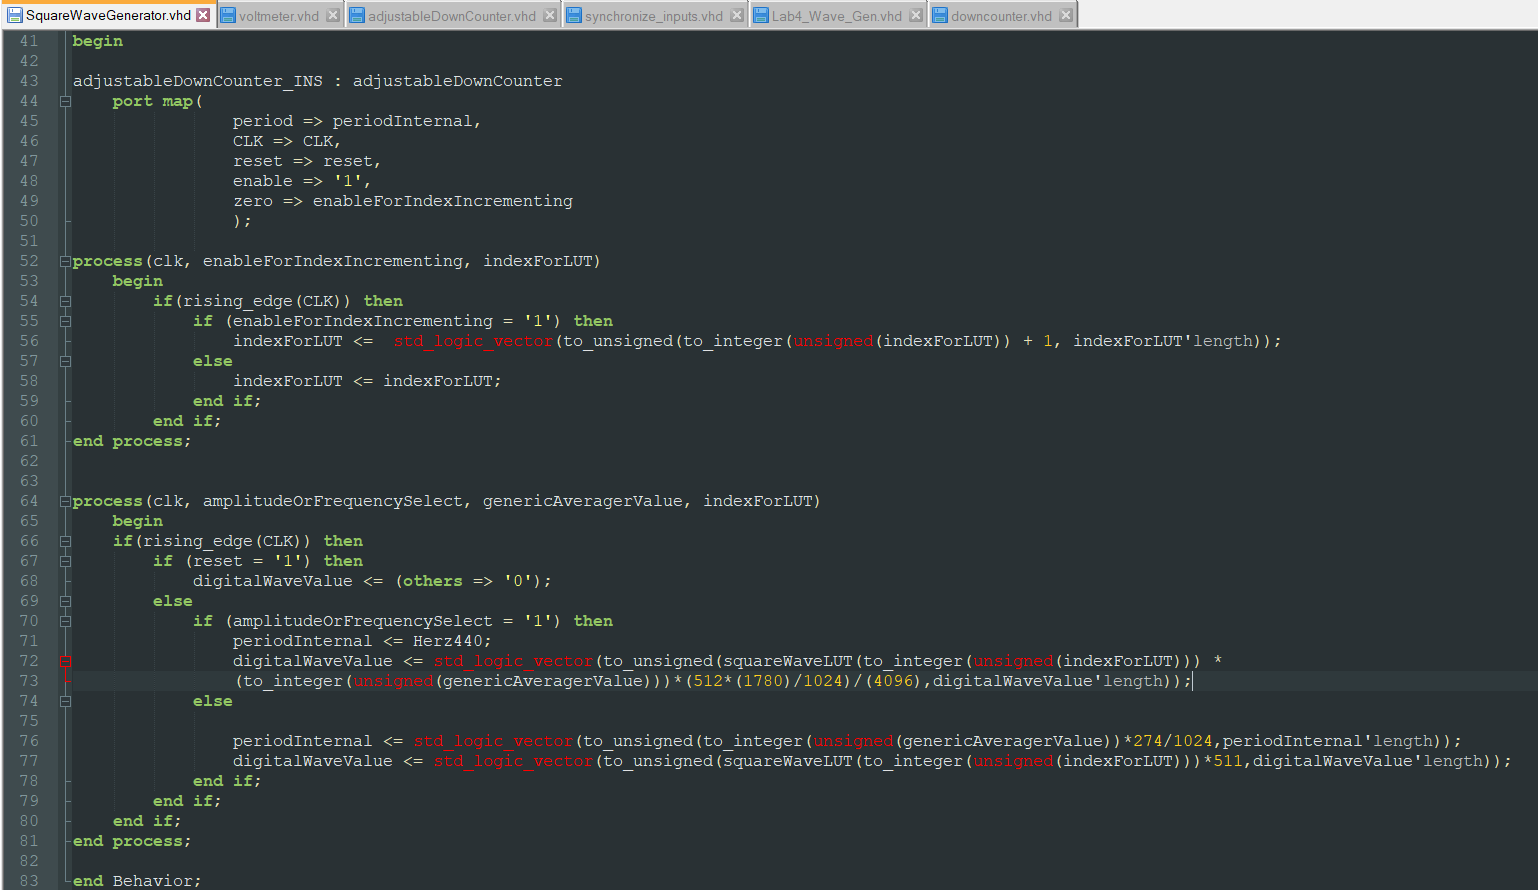 SquareWaveGenerator.vhd voltmeter.vhd adjustableDownCounter.vhd synchronize_inputs.vhd Lab4_Wave_Gen.vhd downcounter.vhd
41 begin
42
43 adjustableDownCounter_INS : adjustableDownCounter
44 port map(
45 period => periodInternal,
46 CLK => CLK,
47 reset => reset,
48 enable => '1',
49 zero => enableForIndexIncrementing
50 );
51
52 process(clk, enableForIndexIncrementing, indexForLUT)
53 begin
54 if(rising_edge(CLK)) then
55 if (enableForIndexIncrementing = '1') then
56 indexForLUT <=  std_logic_vector(to_unsigned(to_integer(unsigned(indexForLUT)) + 1, indexForLUT'length));
57 else
58 indexForLUT <= indexForLUT;
59 end if;
60 end if;
61 end process;
62
63
64 process(clk, amplitudeOrFrequencySelect, genericAveragerValue, indexForLUT)
65 begin
66 if(rising_edge(CLK)) then
67 if (reset = '1') then
68 digitalWaveValue <= (others => '0');
69 else
70 if (amplitudeOrFrequencySelect = '1') then
71 periodInternal <= Herz440;
72 digitalWaveValue <= std_logic_vector(to_unsigned(squareWaveLUT(to_integer(unsigned(indexForLUT))) *
73 (to_integer(unsigned(genericAveragerValue)))*(512*(1780)/1024)/(4096),digitalWaveValue'length));
74 else
75
76 periodInternal <= std_logic_vector(to_unsigned(to_integer(unsigned(genericAveragerValue))*274/1024,periodInternal'length));
77 digitalWaveValue <= std_logic_vector(to_unsigned(squareWaveLUT(to_integer(unsigned(indexForLUT)))*511,digitalWaveValue'length));
78 end if;
79 end if;
80 end if;
81 end process;
82
83 end Behavior;